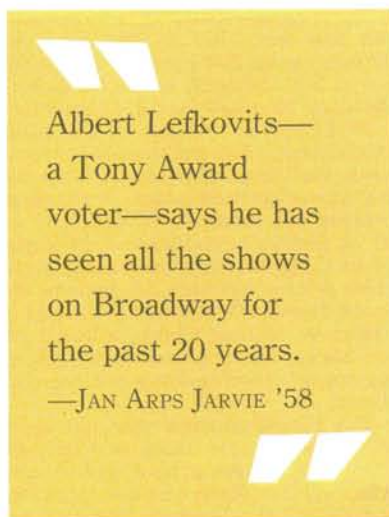 Albert Lefkovits—
a Tony Award
voter—says he has
seen all the shows
on Broadway for
the past 20 years.
—JAN ARPS JARVIE '58